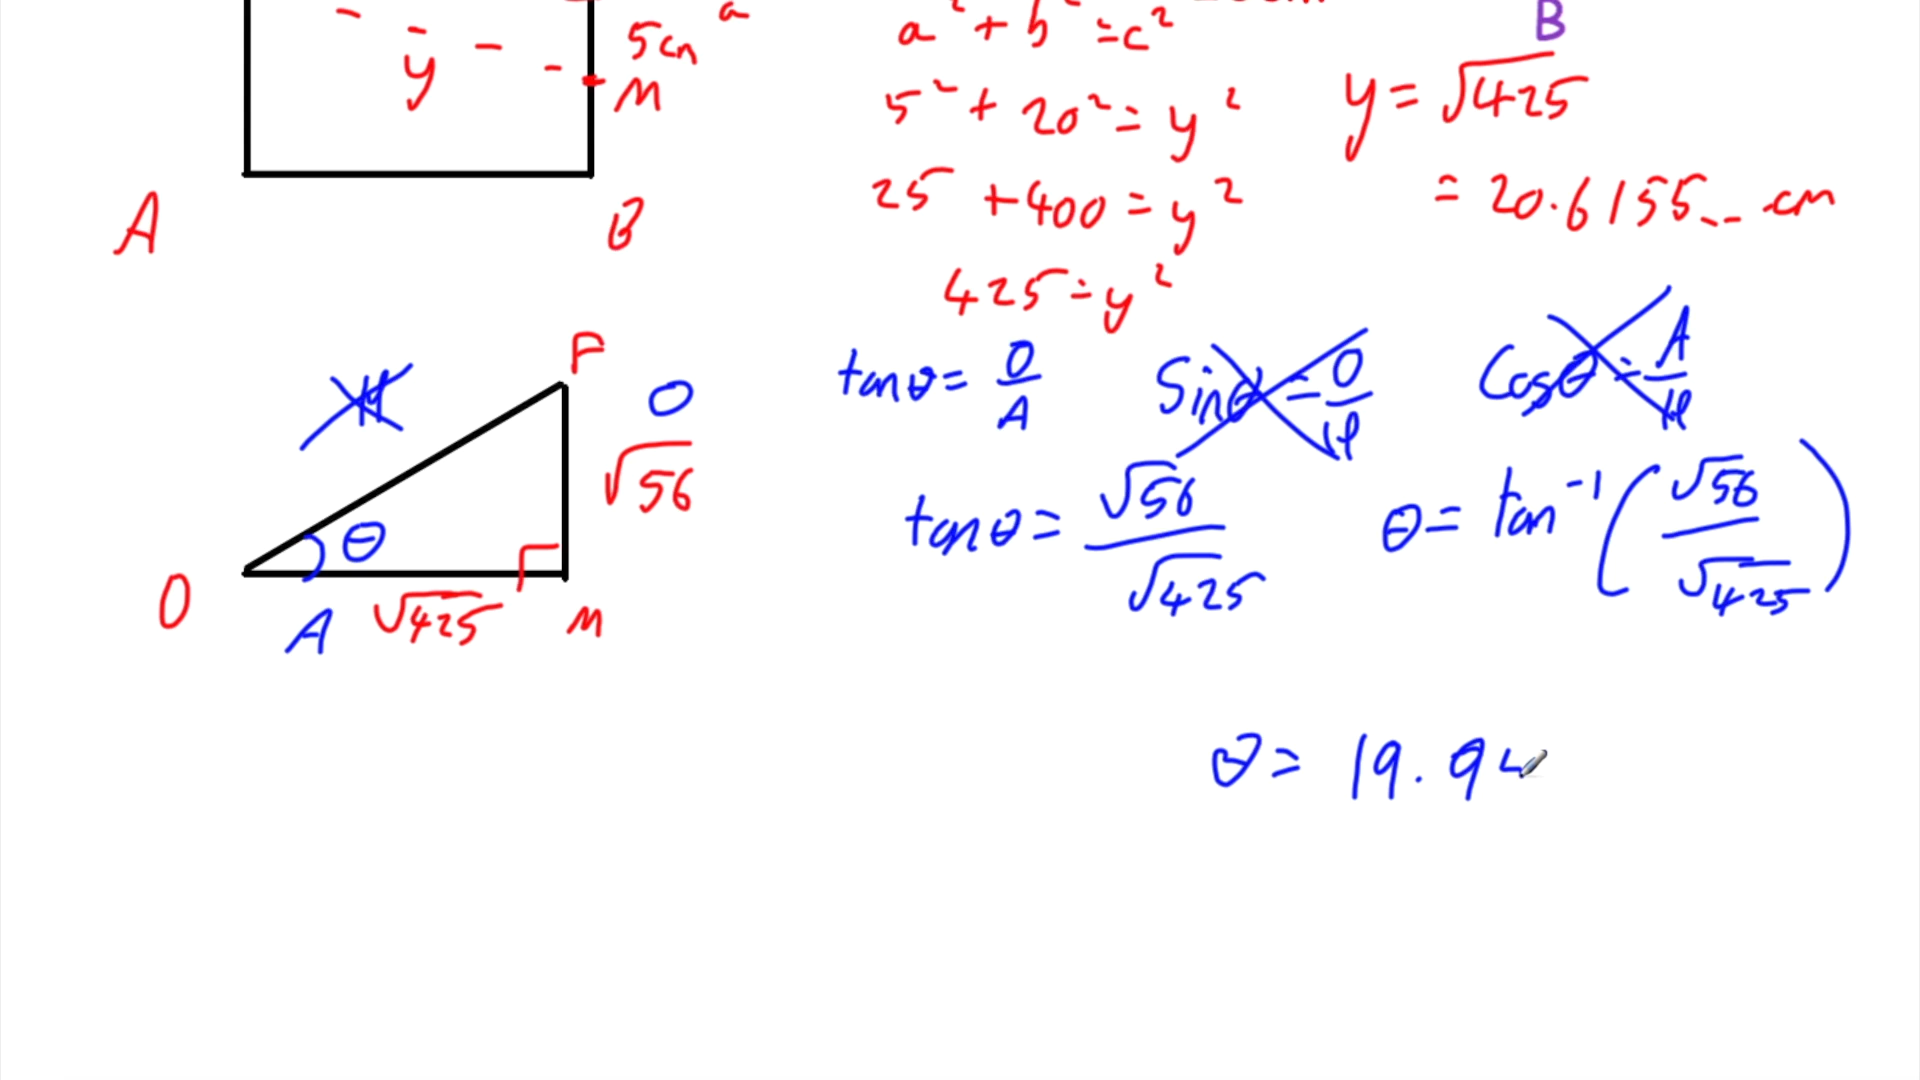 y
5cm
a
M
A
B
a² + b² = c²
5² + 20² = y²
25 + 400 = y²
425 = y²
B
y = √425
= 20.6155... cm
H
F
O
√56
θ
O
A
√425
M
tanθ = O/A
Sinθ = O/H
Cosθ = A/H
tanθ = √56/√425
θ = tan⁻¹(√56/√425)
θ = 19.94